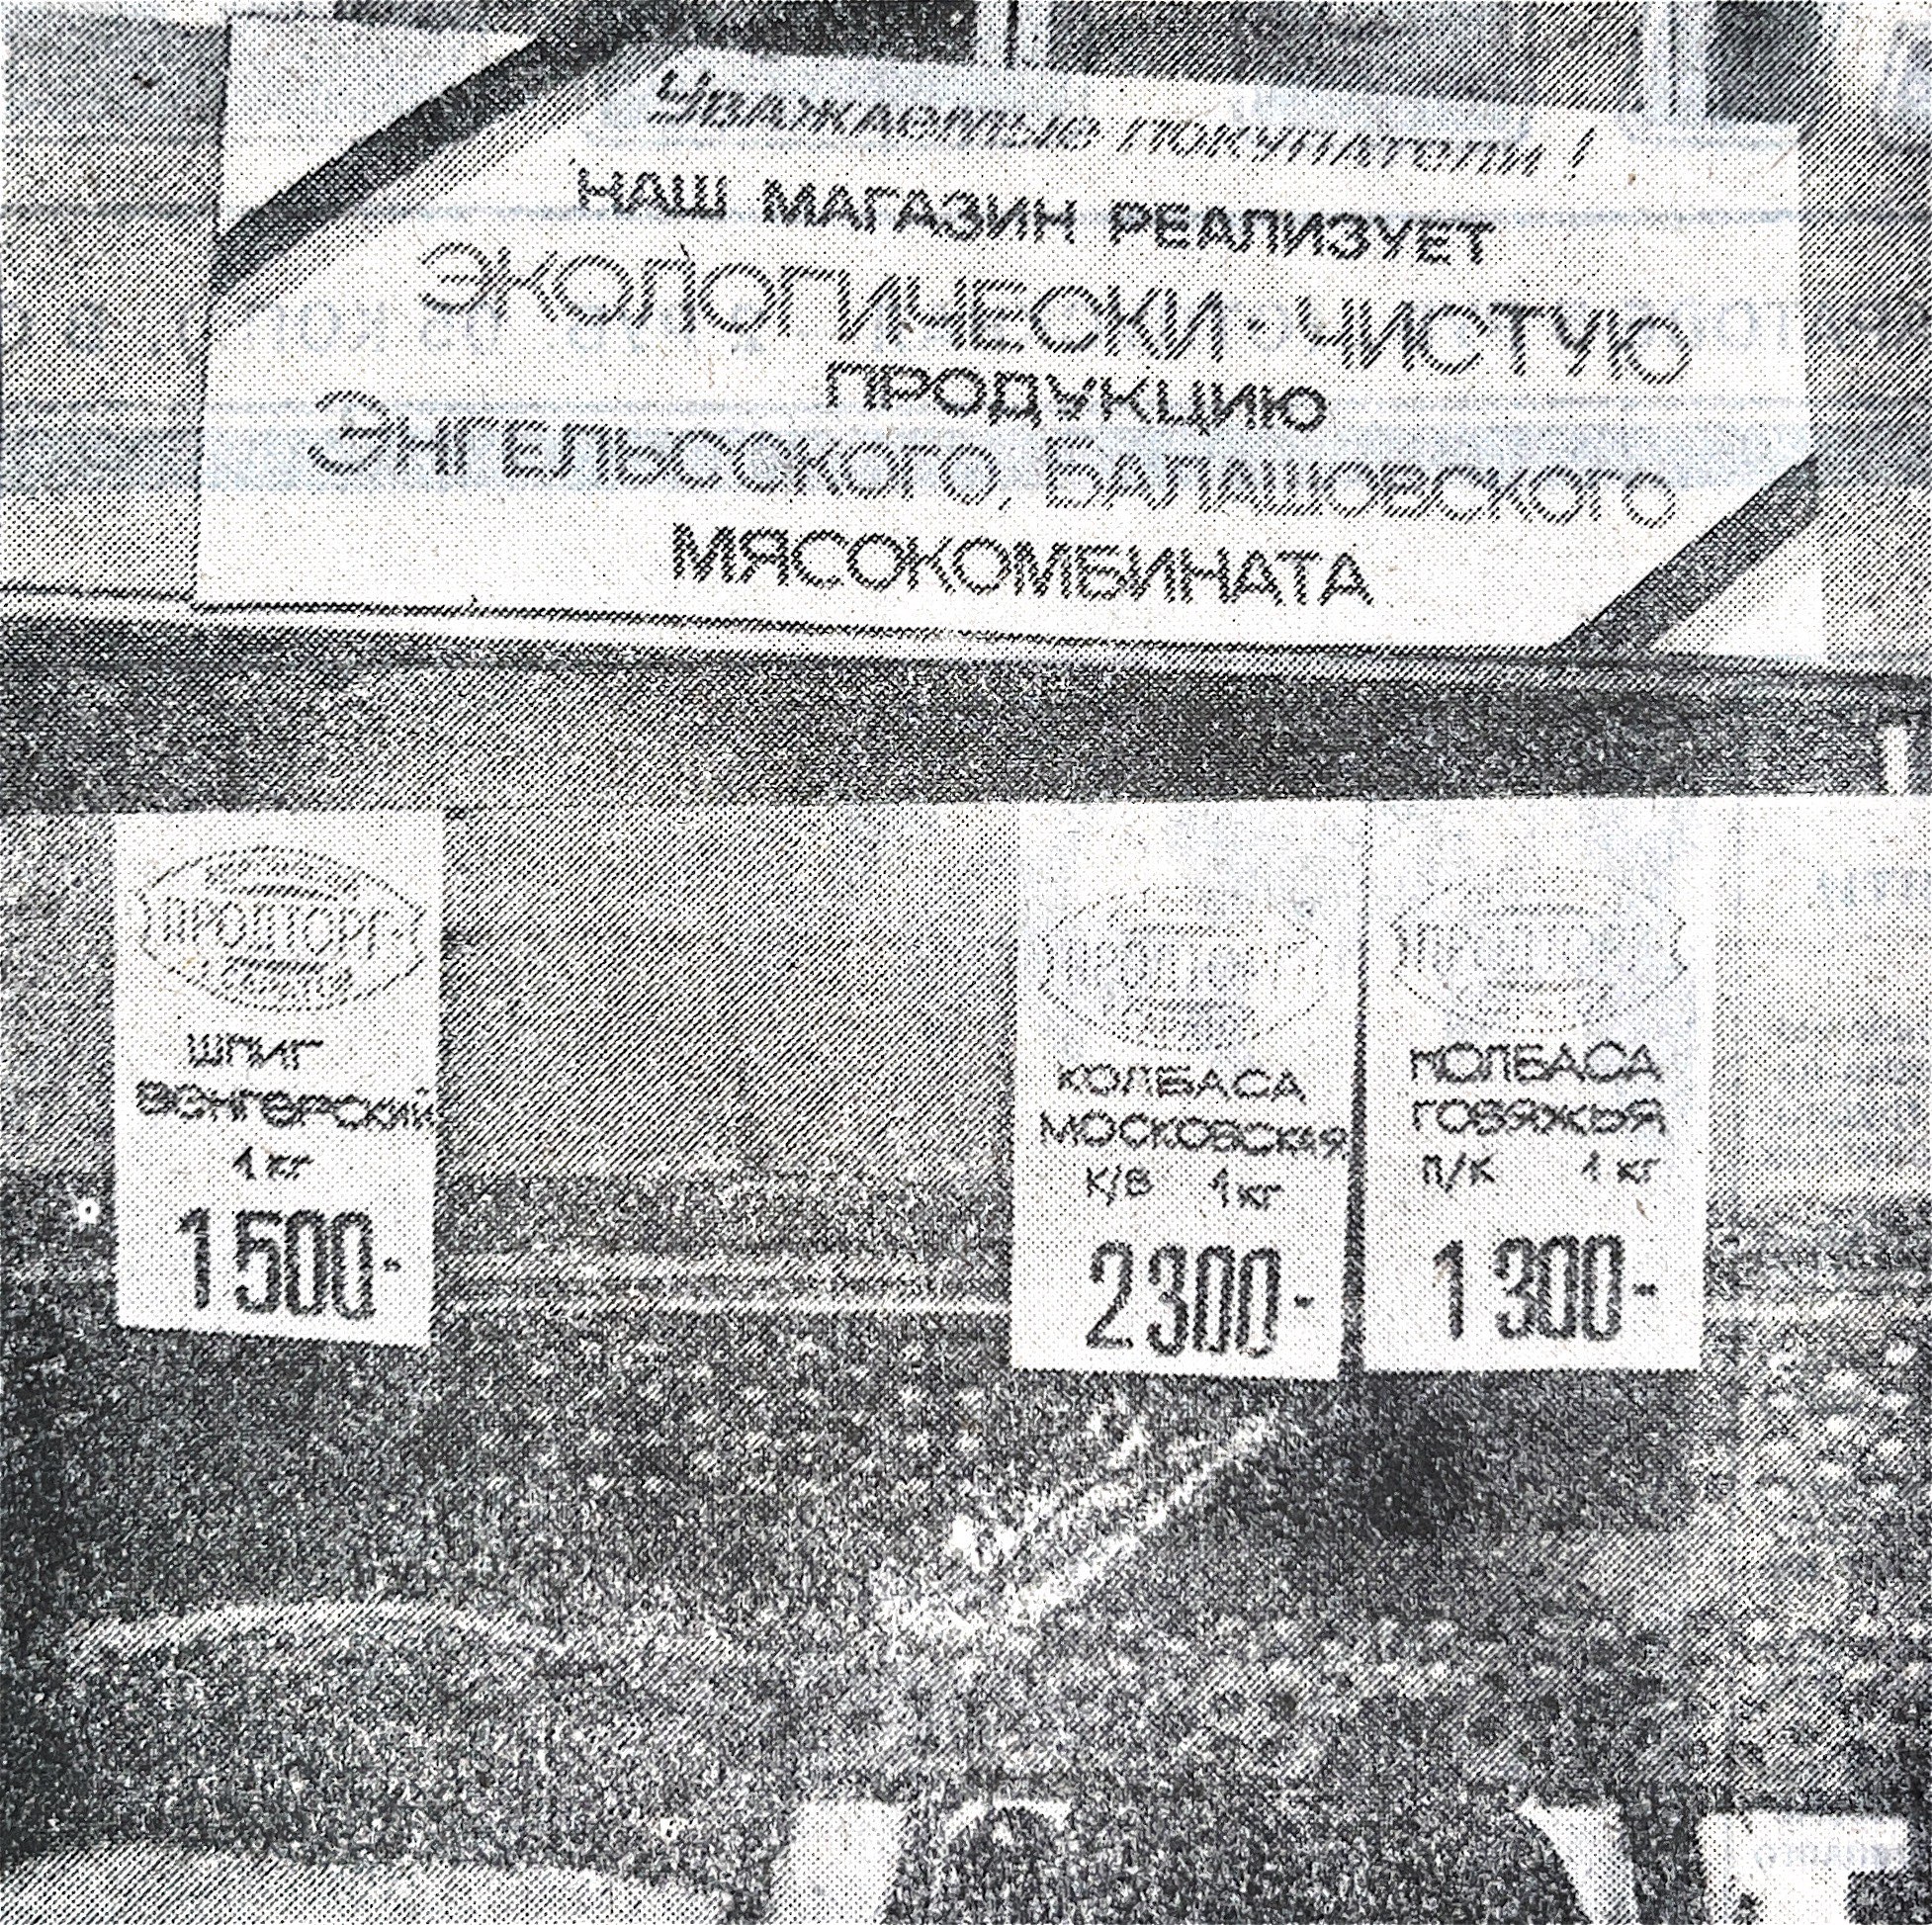 Уважаемые покупатели!
НАШ МАГАЗИН РЕАЛИЗУЕТ
ЭКОЛОГИЧЕСКИ-ЧИСТУЮ
ПРОДУКЦИЮ
ЭНГЕЛЬССКОГО, БАЛАШОВСКОГО
МЯСОКОМБИНАТА
ПРОДТОРГ
ШПИГ
ВЕНГЕРСКИЙ
1 кг
1500-
ПРОДТОРГ
КОЛБАСА
МОСКОВСКАЯ
К/В 1 кг
2300-
ПРОДТОРГ
КОЛБАСА
ГОВЯЖЬЯ
П/К 1 кг
1300-